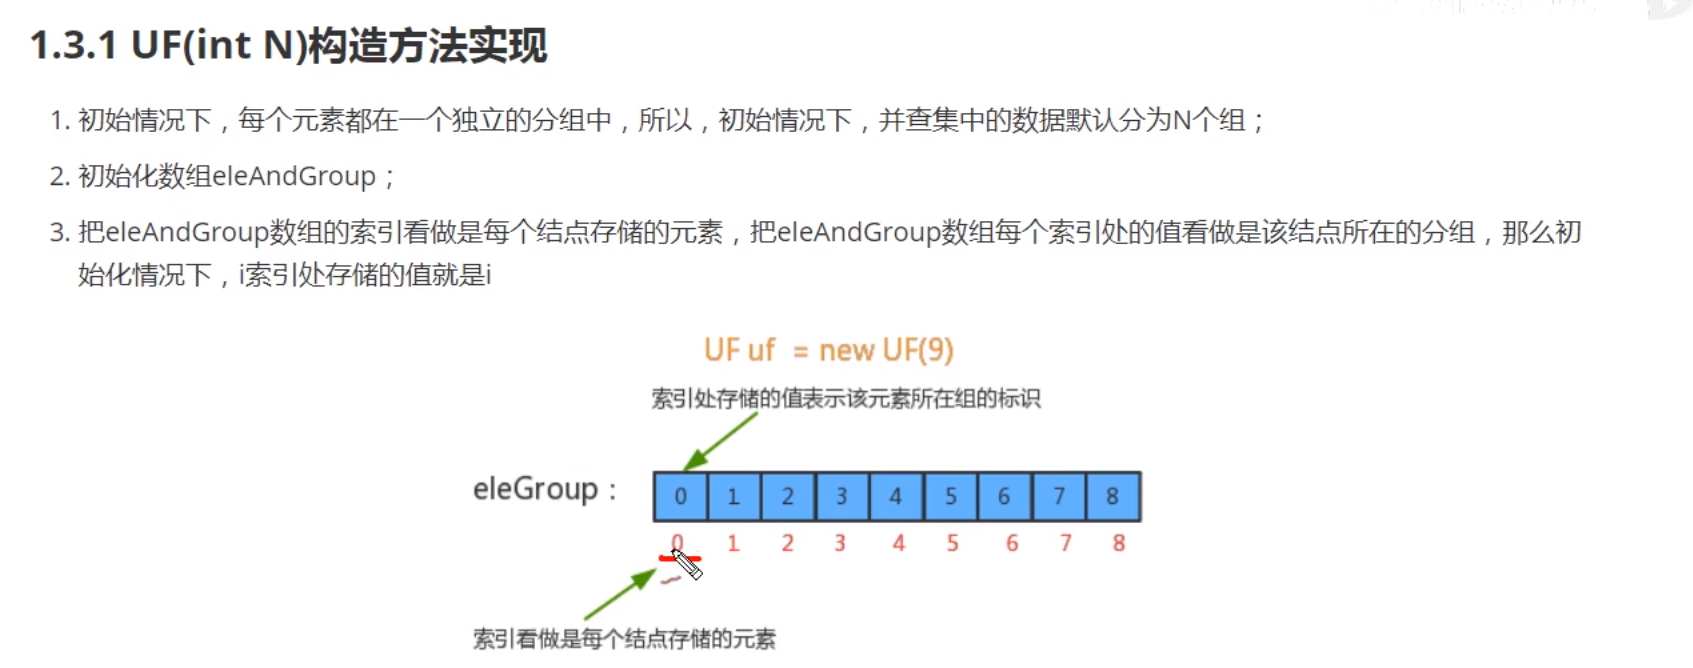 1.3.1 UF(int N)构造方法实现
1. 初始情况下，每个元素都在一个独立的分组中，所以，初始情况下，并查集中的数据默认分为N个组；
2. 初始化数组eleAndGroup；
3. 把eleAndGroup数组的索引看做是每个结点存储的元素，把eleAndGroup数组每个索引处的值看做是该结点所在的分组，那么初
始化情况下，i索引处存储的值就是i
UF uf = new UF(9)
索引处存储的值表示该元素所在组的标识
eleGroup： 0 1 2 3 4 5 6 7 8
0 1 2 3 4 5 6 7 8
索引看做是每个结点存储的元素